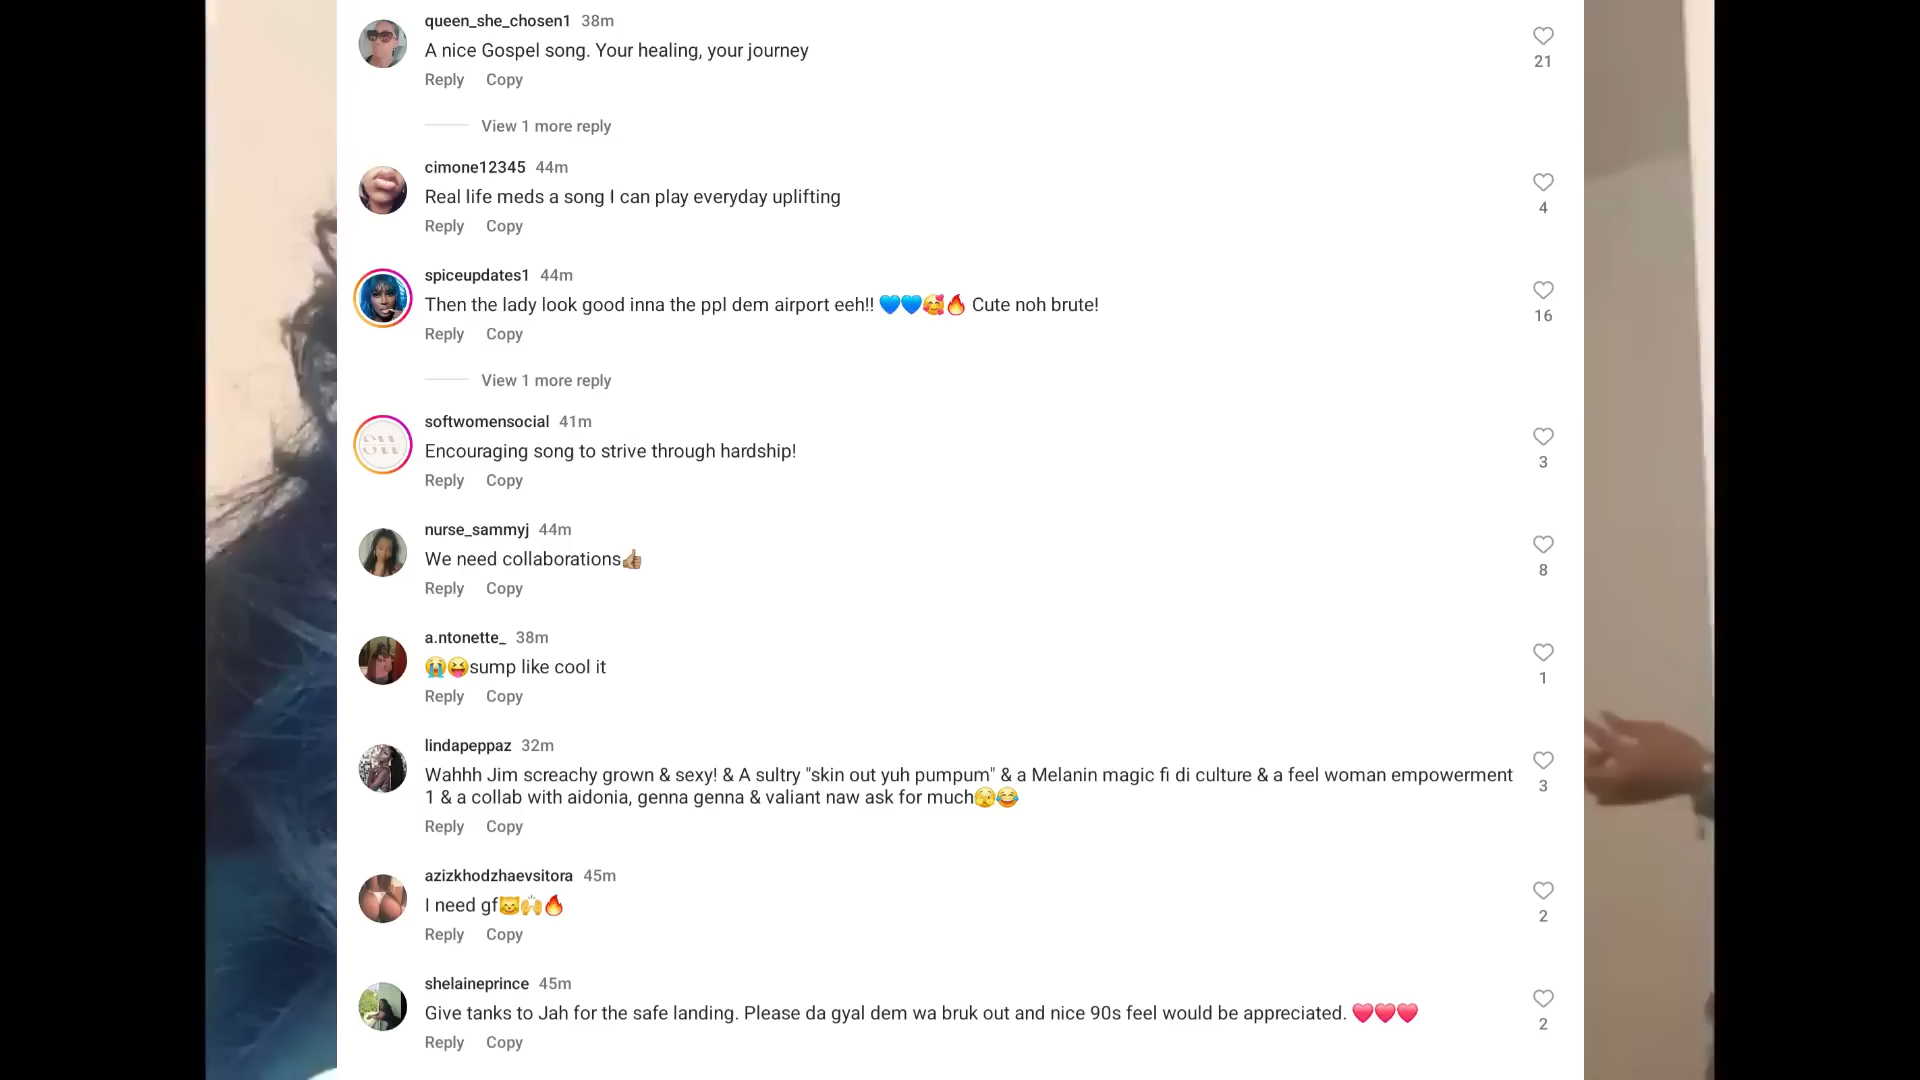 queen_she_chosen1 38m
A nice Gospel song. Your healing, your journey
21
Reply Copy
View 1 more reply
cimone12345 44m
Real life meds a song I can play everyday uplifting
4
Reply Copy
spiceupdates1 44m
Then the lady look good inna the ppl dem airport eeh!! 💙💙🥰🔥 Cute noh brute!
16
Reply Copy
View 1 more reply
softwomensocial 41m
Encouraging song to strive through hardship!
3
Reply Copy
nurse_sammyj 44m
We need collaborations👍🏽
8
Reply Copy
a.ntonette_ 38m
😭😝sump like cool it
1
Reply Copy
lindapeppaz 32m
Wahhh Jim screachy grown & sexy! & A sultry "skin out yuh pumpum" & a Melanin magic fi di culture & a feel woman empowerment
1 & a collab with aidonia, genna genna & valiant naw ask for much🫣😂
3
Reply Copy
azizkhodzhaevsitora 45m
I need gf😺🙌🔥
2
Reply Copy
shelaineprince 45m
Give tanks to Jah for the safe landing. Please da gyal dem wa bruk out and nice 90s feel would be appreciated. ❤️❤️❤️
2
Reply Copy